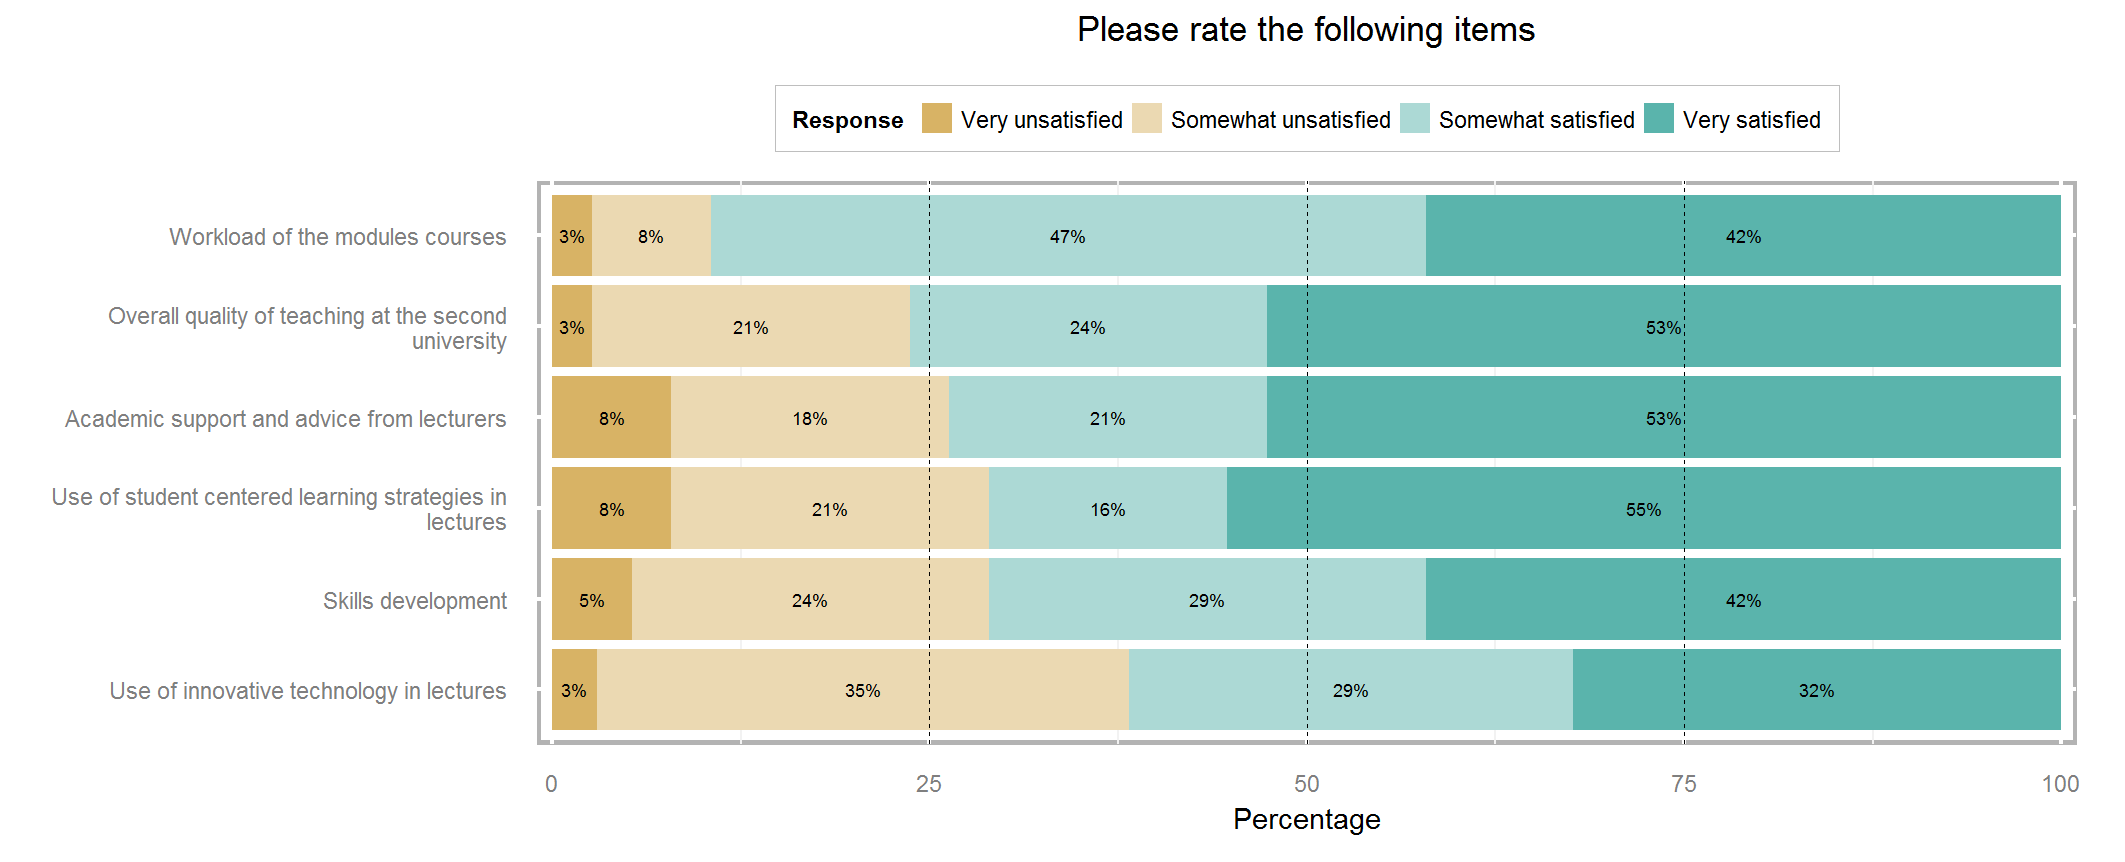 Please rate the following items
Response Very unsatisfied Somewhat unsatisfied Somewhat satisfied Very satisfied
Workload of the modules courses 3% 8% 47% 42%
Overall quality of teaching at the second
university 3% 21% 24% 53%
Academic support and advice from lecturers 8% 18% 21% 53%
Use of student centered learning strategies in
lectures 8% 21% 16% 55%
Skills development 5% 24% 29% 42%
Use of innovative technology in lectures 3% 35% 29% 32%
0 25 50 75 100
Percentage